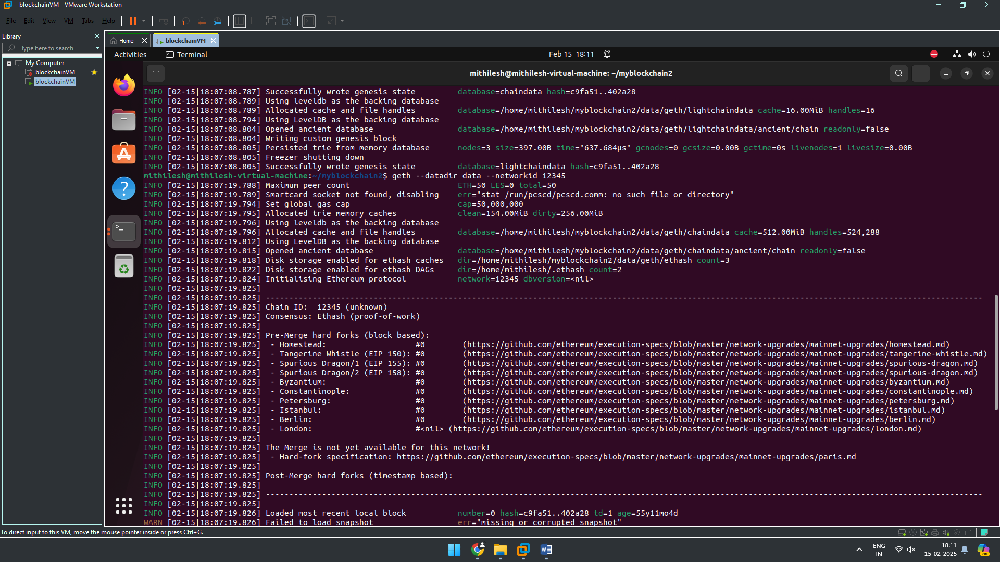 blockchainVM - VMware Workstation
File Edit View VM Tabs Help
Library
Type here to search
My Computer
blockchainVM
blockchainVM
Home
blockchainVM
Activities
Terminal
Feb 15 18:11
mithilesh@mithilesh-virtual-machine: ~/myblockchain2
INFO [02-15|18:07:08.787] Successfully wrote genesis state database=chaindata hash=c9fa51..402a28
INFO [02-15|18:07:08.789] Using leveldb as the backing database
INFO [02-15|18:07:08.789] Allocated cache and file handles database=/home/mithilesh/myblockchain2/data/geth/lightchaindata cache=16.00MiB handles=16
INFO [02-15|18:07:08.794] Using LevelDB as the backing database
INFO [02-15|18:07:08.804] Opened ancient database database=/home/mithilesh/myblockchain2/data/geth/lightchaindata/ancient/chain readonly=false
INFO [02-15|18:07:08.804] Writing custom genesis block
INFO [02-15|18:07:08.805] Persisted trie from memory database nodes=3 size=397.00B time="637.684µs" gcnodes=0 gcsize=0.00B gctime=0s livenodes=1 livesize=0.00B
INFO [02-15|18:07:08.805] Freezer shutting down
INFO [02-15|18:07:08.805] Successfully wrote genesis state database=lightchaindata hash=c9fa51..402a28
mithilesh@mithilesh-virtual-machine:~/myblockchain2$ geth --datadir data --networkid 12345
INFO [02-15|18:07:19.788] Maximum peer count ETH=50 LES=0 total=50
INFO [02-15|18:07:19.789] Smartcard socket not found, disabling err="stat /run/pcscd/pcscd.comm: no such file or directory"
INFO [02-15|18:07:19.794] Set global gas cap cap=50,000,000
INFO [02-15|18:07:19.795] Allocated trie memory caches clean=154.00MiB dirty=256.00MiB
INFO [02-15|18:07:19.796] Using leveldb as the backing database
INFO [02-15|18:07:19.796] Allocated cache and file handles database=/home/mithilesh/myblockchain2/data/geth/chaindata cache=512.00MiB handles=524,288
INFO [02-15|18:07:19.812] Using LevelDB as the backing database
INFO [02-15|18:07:19.815] Opened ancient database database=/home/mithilesh/myblockchain2/data/geth/chaindata/ancient/chain readonly=false
INFO [02-15|18:07:19.818] Disk storage enabled for ethash caches dir=/home/mithilesh/myblockchain2/data/geth/ethash count=3
INFO [02-15|18:07:19.822] Disk storage enabled for ethash DAGs dir=/home/mithilesh/.ethash count=2
INFO [02-15|18:07:19.824] Initialising Ethereum protocol network=12345 dbversion=<nil>
INFO [02-15|18:07:19.825]
INFO [02-15|18:07:19.825] ---------------------------------------------------------------------------------------------------------------------------------------------------------
INFO [02-15|18:07:19.825] Chain ID:  12345 (unknown)
INFO [02-15|18:07:19.825] Consensus: Ethash (proof-of-work)
INFO [02-15|18:07:19.825]
INFO [02-15|18:07:19.825] Pre-Merge hard forks (block based):
INFO [02-15|18:07:19.825]  - Homestead: #0 (https://github.com/ethereum/execution-specs/blob/master/network-upgrades/mainnet-upgrades/homestead.md)
INFO [02-15|18:07:19.825]  - Tangerine Whistle (EIP 150): #0 (https://github.com/ethereum/execution-specs/blob/master/network-upgrades/mainnet-upgrades/tangerine-whistle.md)
INFO [02-15|18:07:19.825]  - Spurious Dragon/1 (EIP 155): #0 (https://github.com/ethereum/execution-specs/blob/master/network-upgrades/mainnet-upgrades/spurious-dragon.md)
INFO [02-15|18:07:19.825]  - Spurious Dragon/2 (EIP 158): #0 (https://github.com/ethereum/execution-specs/blob/master/network-upgrades/mainnet-upgrades/spurious-dragon.md)
INFO [02-15|18:07:19.825]  - Byzantium: #0 (https://github.com/ethereum/execution-specs/blob/master/network-upgrades/mainnet-upgrades/byzantium.md)
INFO [02-15|18:07:19.825]  - Constantinople: #0 (https://github.com/ethereum/execution-specs/blob/master/network-upgrades/mainnet-upgrades/constantinople.md)
INFO [02-15|18:07:19.825]  - Petersburg: #0 (https://github.com/ethereum/execution-specs/blob/master/network-upgrades/mainnet-upgrades/petersburg.md)
INFO [02-15|18:07:19.825]  - Istanbul: #0 (https://github.com/ethereum/execution-specs/blob/master/network-upgrades/mainnet-upgrades/istanbul.md)
INFO [02-15|18:07:19.825]  - Berlin: #0 (https://github.com/ethereum/execution-specs/blob/master/network-upgrades/mainnet-upgrades/berlin.md)
INFO [02-15|18:07:19.825]  - London: #<nil> (https://github.com/ethereum/execution-specs/blob/master/network-upgrades/mainnet-upgrades/london.md)
INFO [02-15|18:07:19.825]
INFO [02-15|18:07:19.825] The Merge is not yet available for this network!
INFO [02-15|18:07:19.825]  - Hard-fork specification: https://github.com/ethereum/execution-specs/blob/master/network-upgrades/mainnet-upgrades/paris.md
INFO [02-15|18:07:19.825]
INFO [02-15|18:07:19.825] Post-Merge hard forks (timestamp based):
INFO [02-15|18:07:19.825]
INFO [02-15|18:07:19.825] ---------------------------------------------------------------------------------------------------------------------------------------------------------
INFO [02-15|18:07:19.825]
INFO [02-15|18:07:19.826] Loaded most recent local block number=0 hash=c9fa51..402a28 td=1 age=55y11mo4d
WARN [02-15|18:07:19.826] Failed to load snapshot err="missing or corrupted snapshot"
To direct input to this VM, move the mouse pointer inside or press Ctrl+G.
ENG
IN
18:11
15-02-2025
PRE